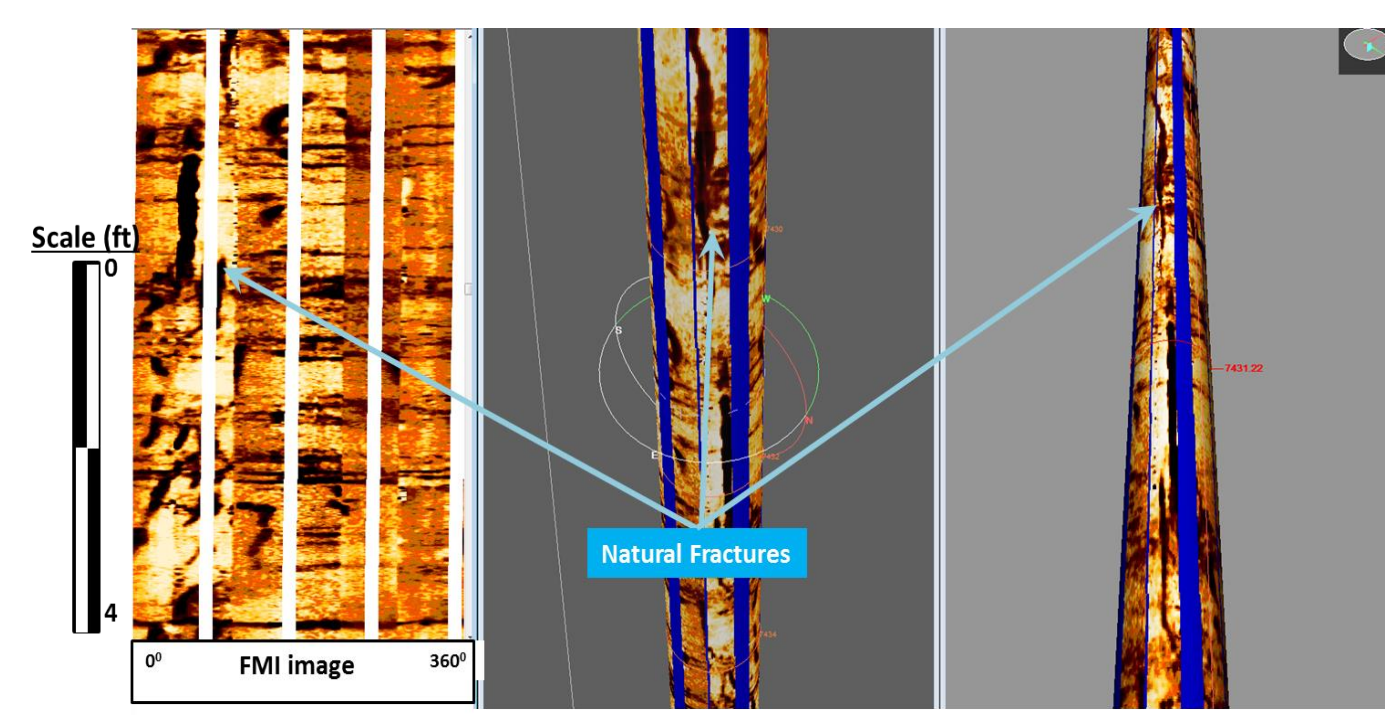 Scale (ft)
0
4
0⁰ FMI image 360⁰
7430
S
W
N
E
7432
7434
7431.22
Natural Fractures